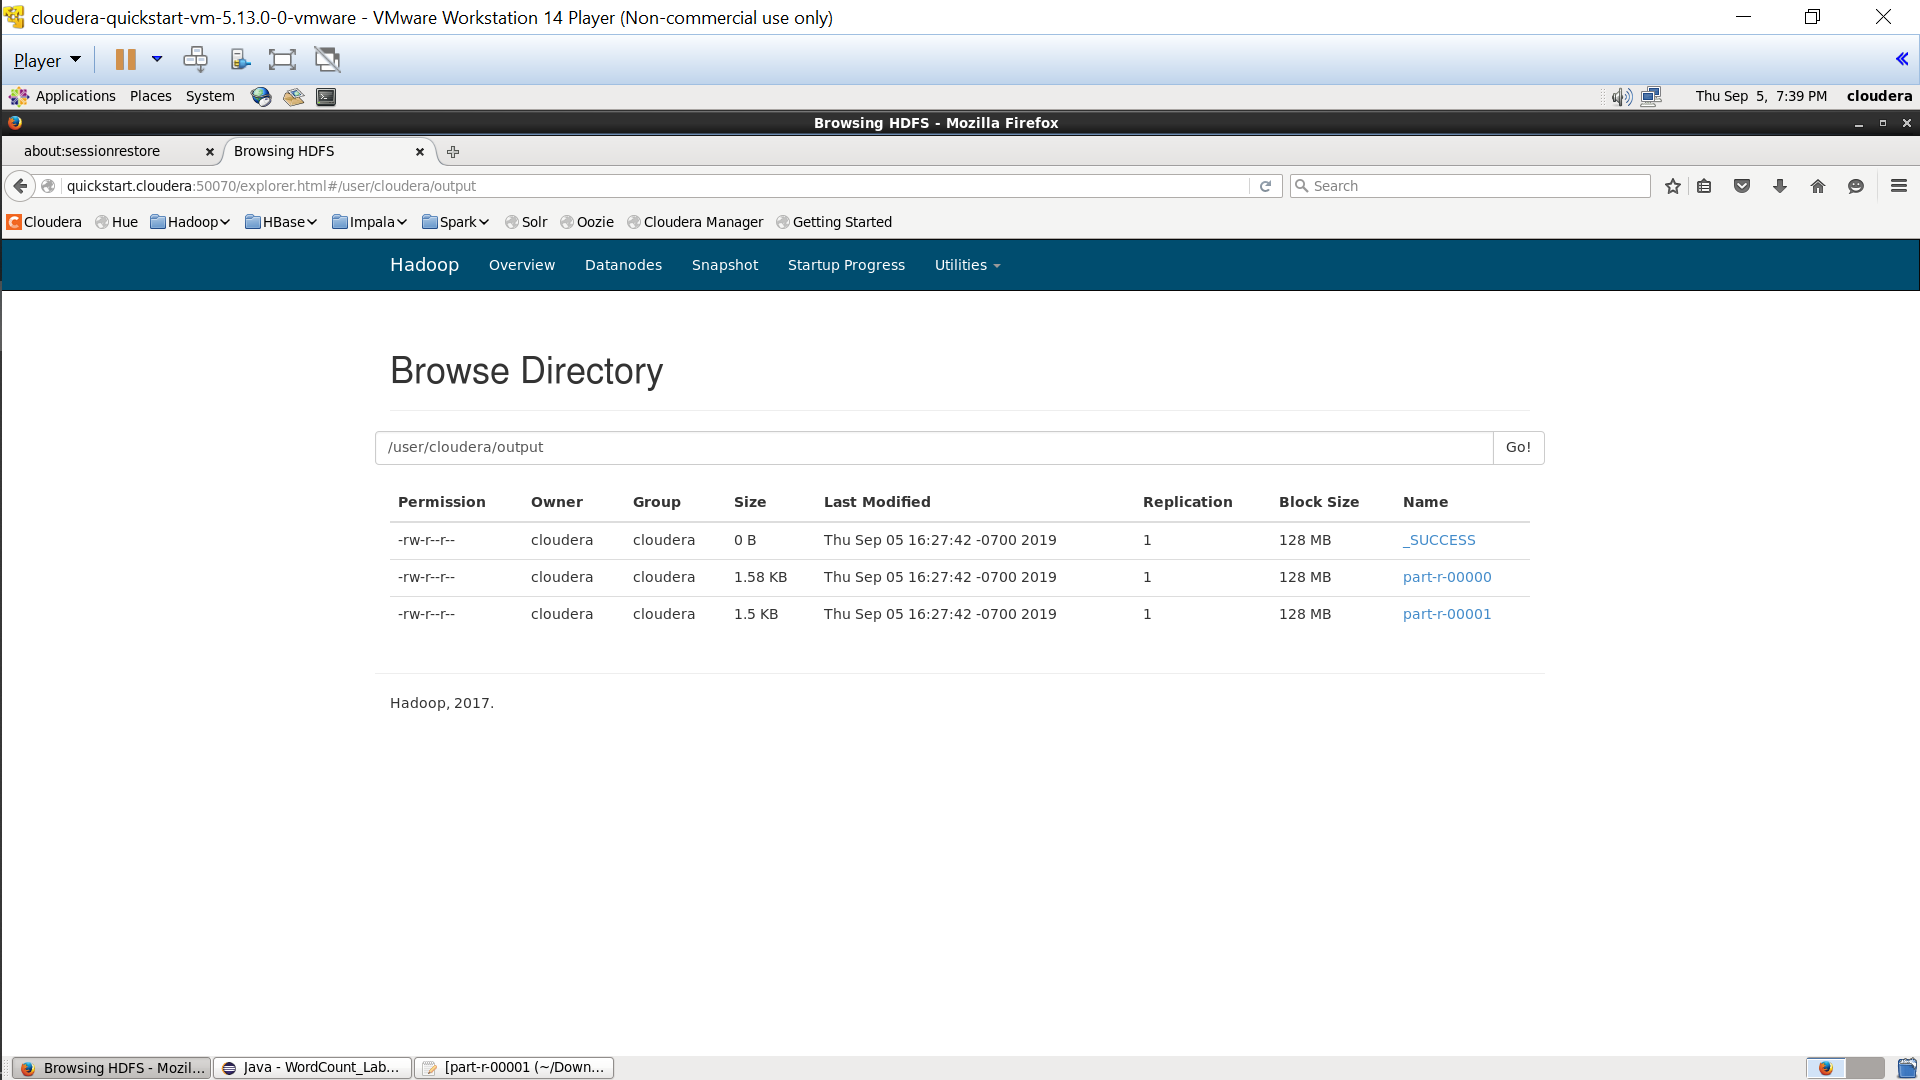 cloudera-quickstart-vm-5.13.0-0-vmware - VMware Workstation 14 Player (Non-commercial use only)
Player
Applications Places System Thu Sep 5, 7:39 PM cloudera
Browsing HDFS - Mozilla Firefox
about:sessionrestore Browsing HDFS
quickstart.cloudera:50070/explorer.html#/user/cloudera/output Search
Cloudera Hue Hadoop HBase Impala Spark Solr Oozie Cloudera Manager Getting Started
Hadoop Overview Datanodes Snapshot Startup Progress Utilities
Browse Directory
/user/cloudera/output Go!
Permission Owner Group Size Last Modified Replication Block Size Name
-rw-r--r-- cloudera cloudera 0 B Thu Sep 05 16:27:42 -0700 2019 1 128 MB _SUCCESS
-rw-r--r-- cloudera cloudera 1.58 KB Thu Sep 05 16:27:42 -0700 2019 1 128 MB part-r-00000
-rw-r--r-- cloudera cloudera 1.5 KB Thu Sep 05 16:27:42 -0700 2019 1 128 MB part-r-00001
Hadoop, 2017.
Browsing HDFS - Mozil... Java - WordCount_Lab... [part-r-00001 (~/Down...